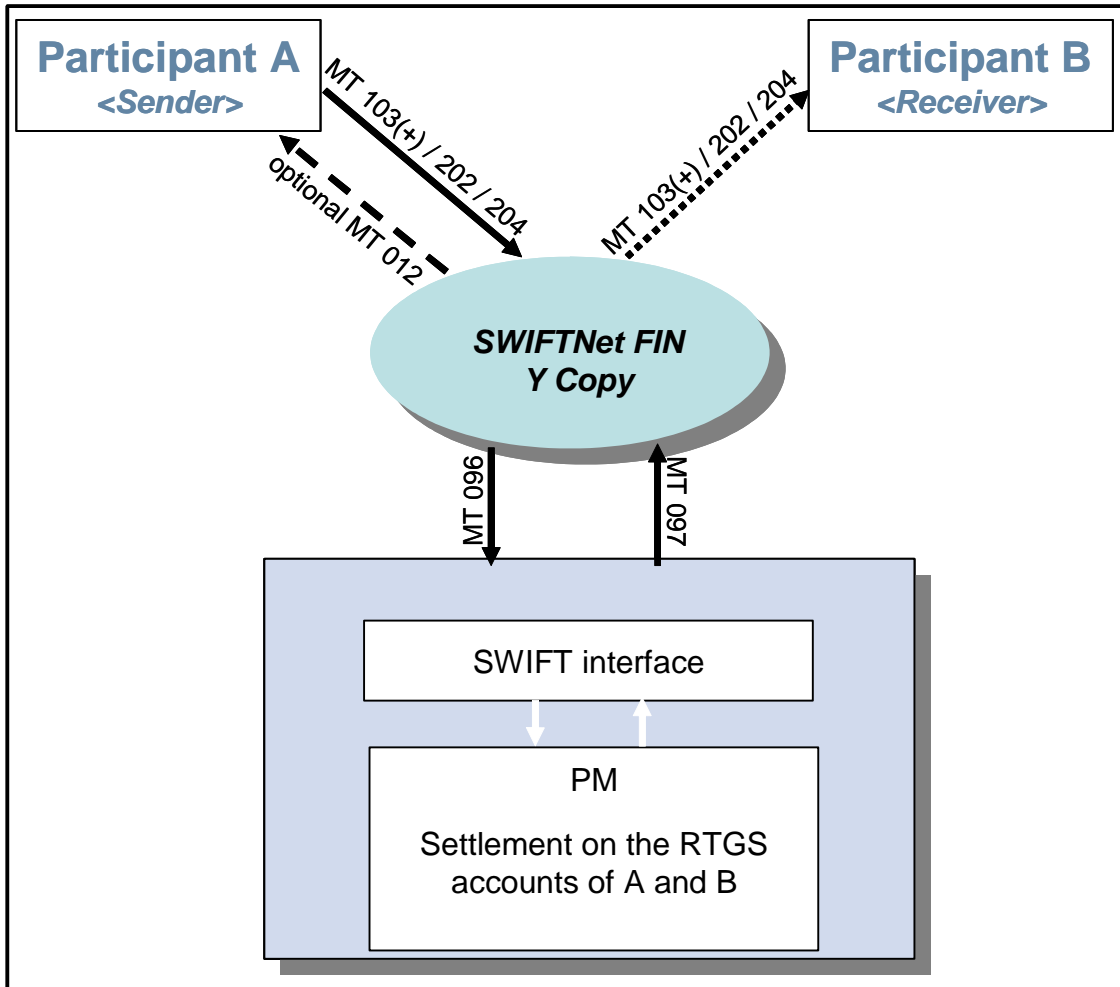 Participant A
<Sender>
Participant B
<Receiver>
MT 103(+) / 202 / 204
optional MT 012
MT 103(+) / 202 / 204
SWIFTNet FIN
Y Copy
MT 096
MT 097
SWIFT interface
PM
Settlement on the RTGS
accounts of A and B